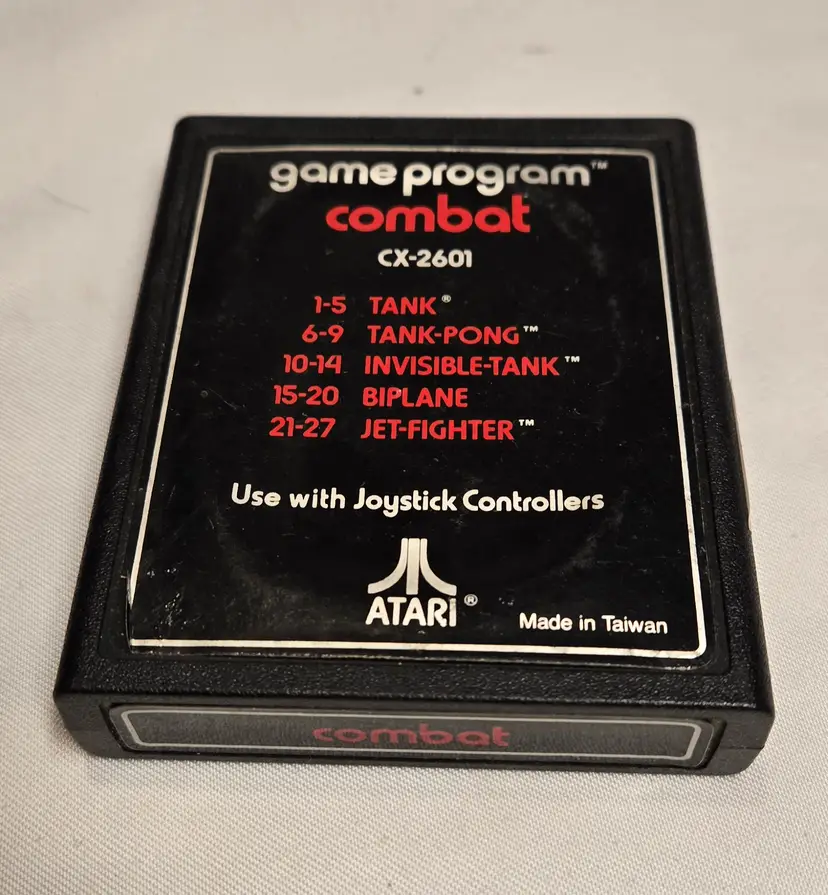 game program™
combat
CX-2601
1-5 TANK®
6-9 TANK-PONG™
10-14 INVISIBLE-TANK™
15-20 BIPLANE
21-27 JET-FIGHTER™
Use with Joystick Controllers
ATARI®
Made in Taiwan
combat